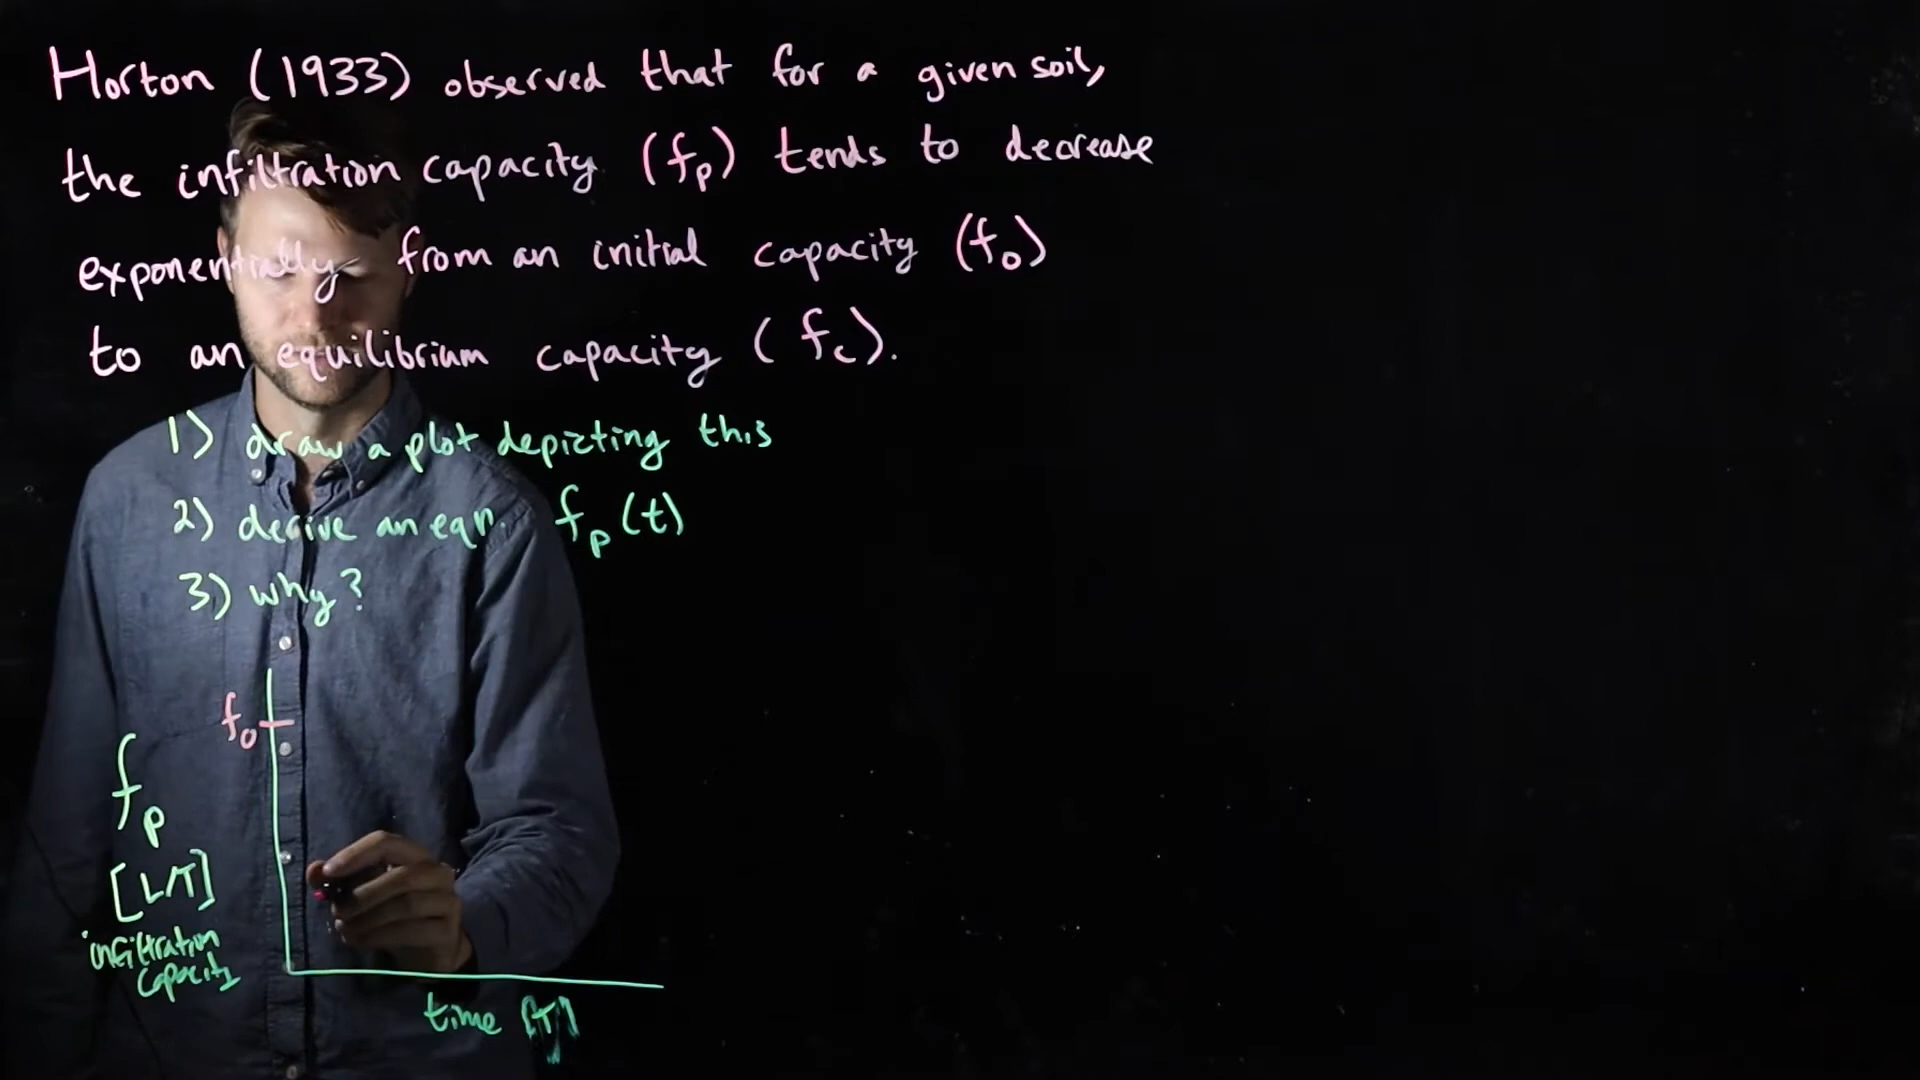 Horton (1933) observed that for a given soil,
the infiltration capacity (fp) tends to decrease
exponentially from an initial capacity (fo)
to an equilibrium capacity (fc).
1) draw a plot depicting this
2) derive an eqn. fp(t)
3) why?
fo
fp
[L/T]
infiltration
capacity
time [T]